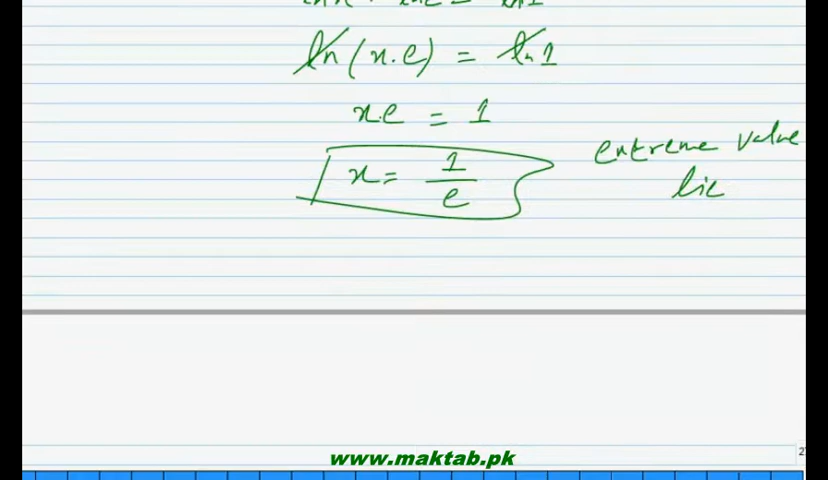 ln(x.e) = ln 1
x.e = 1
x = 1/e
extreme value
lie
www.maktab.pk